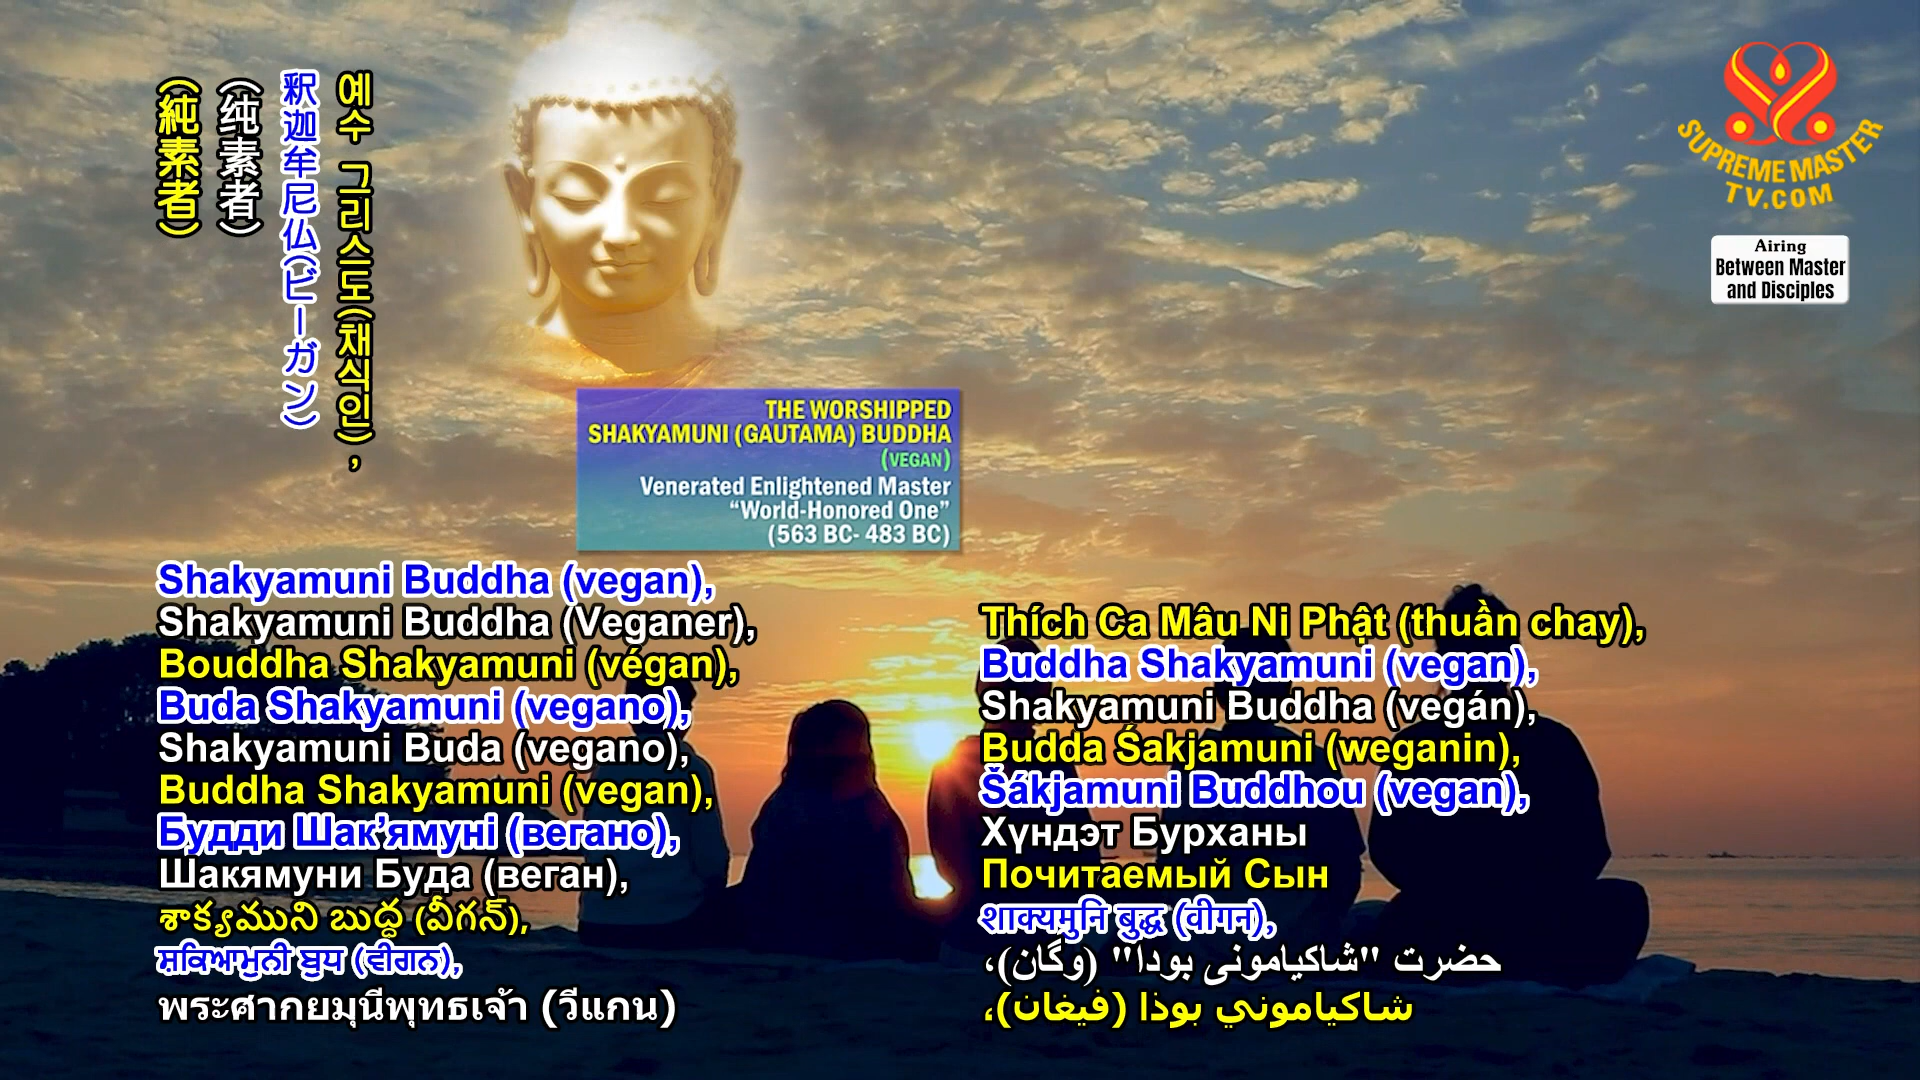 (純素者)
(纯素者)
釈迦牟尼仏(ビーガン)
예수 그리스도(채식인),
SUPREME MASTER
TV.COM
Airing
Between Master
and Disciples
THE WORSHIPPED
SHAKYAMUNI (GAUTAMA) BUDDHA
(VEGAN)
Venerated Enlightened Master
“World-Honored One”
(563 BC- 483 BC)
Shakyamuni Buddha (vegan),
Shakyamuni Buddha (Veganer),
Bouddha Shakyamuni (végan),
Buda Shakyamuni (vegano),
Shakyamuni Buda (vegano),
Buddha Shakyamuni (vegan),
Будди Шак’ямуні (вегано),
Шакямуни Буда (веган),
శాక్యముని బుద్ధ (వీగన్),
ਸ਼ਕਿਆਮੁਨੀ ਬੁਧ (ਵੀਗਨ),
พระศากยมุนีพุทธเจ้า (วีแกน)
Thích Ca Mâu Ni Phật (thuần chay),
Buddha Shakyamuni (vegan),
Shakyamuni Buddha (vegán),
Budda Śakjamuni (weganin),
Šákjamuni Buddhou (vegan),
Хүндэт Бурханы
Почитаемый Сын
शाक्यमुनि बुद्ध (वीगन),
حضرت "شاکیامونی بودا" (وگان)،
شاكياموني بوذا (فيغان)،